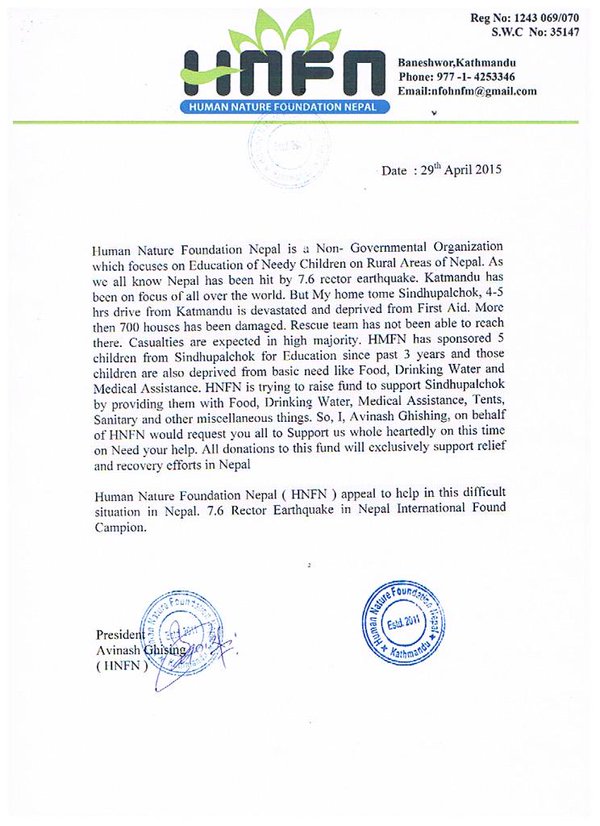 Reg No: 1243 069/070
S.W.C No: 35147
HNFN
HUMAN NATURE FOUNDATION NEPAL
Baneshwor,Kathmandu
Phone: 977 -1- 4253346
Email:nfohnfm@gmail.com
Date : 29th April 2015
Human Nature Foundation Nepal is a Non- Governmental Organization
which focuses on Education of Needy Children on Rural Areas of Nepal. As
we all know Nepal has been hit by 7.6 rector earthquake. Katmandu has
been on focus of all over the world. But My home tome Sindhupalchok, 4-5
hrs drive from Katmandu is devastated and deprived from First Aid. More
then 700 houses has been damaged. Rescue team has not been able to reach
there. Casualties are expected in high majority. HMFN has sponsored 5
children from Sindhupalchok for Education since past 3 years and those
children are also deprived from basic need like Food, Drinking Water and
Medical Assistance. HNFN is trying to raise fund to support Sindhupalchok
by providing them with Food, Drinking Water, Medical Assistance, Tents,
Sanitary and other miscellaneous things. So, I, Avinash Ghishing, on behalf
of HNFN would request you all to Support us whole heartedly on this time
on Need your help. All donations to this fund will exclusively support relief
and recovery efforts in Nepal
Human Nature Foundation Nepal ( HNFN ) appeal to help in this difficult
situation in Nepal. 7.6 Rector Earthquake in Nepal International Found
Campion.
President
Avinash Ghising
( HNFN )
Human Nature Foundation Nepal
Estd.2011
Human Nature Foundation Nepal
Estd.2011
★ Kathmandu ★